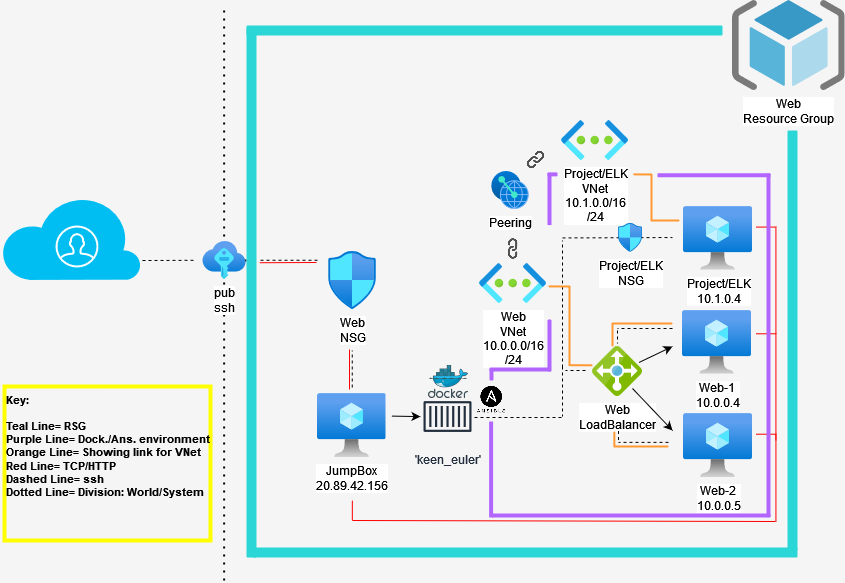 Web
Resource Group
Project/ELK
VNet
10.1.0.0/16
/24
Peering
Project/ELK
NSG
Project/ELK
10.1.0.4
pub
ssh
Web
NSG
Web
VNet
10.0.0.0/16
/24
Web-1
10.0.0.4
docker
ANSIBLE
Web
LoadBalancer
'keen_euler'
JumpBox
20.89.42.156
Web-2
10.0.0.5
Key:
Teal Line= RSG
Purple Line= Dock./Ans. environment
Orange Line= Showing link for VNet
Red Line= TCP/HTTP
Dashed Line= ssh
Dotted Line= Division: World/System